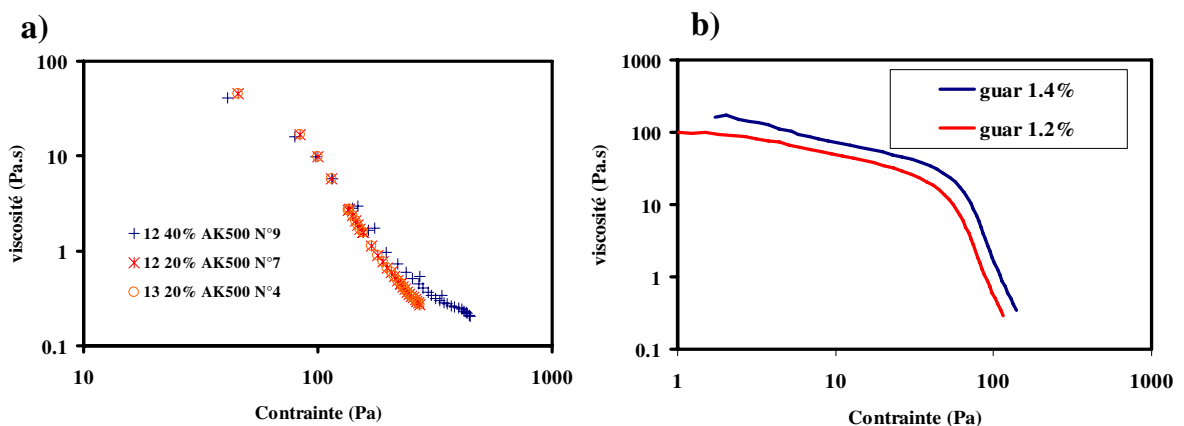 a)
viscosité (Pa.s)
100
10
1
0.1
12 40% AK500 N°9
12 20% AK500 N°7
13 20% AK500 N°4
10 100 1000
Contrainte (Pa)
b)
viscosité (Pa.s)
1000
100
10
1
0.1
guar 1.4%
guar 1.2%
1 10 100 1000
Contrainte (Pa)